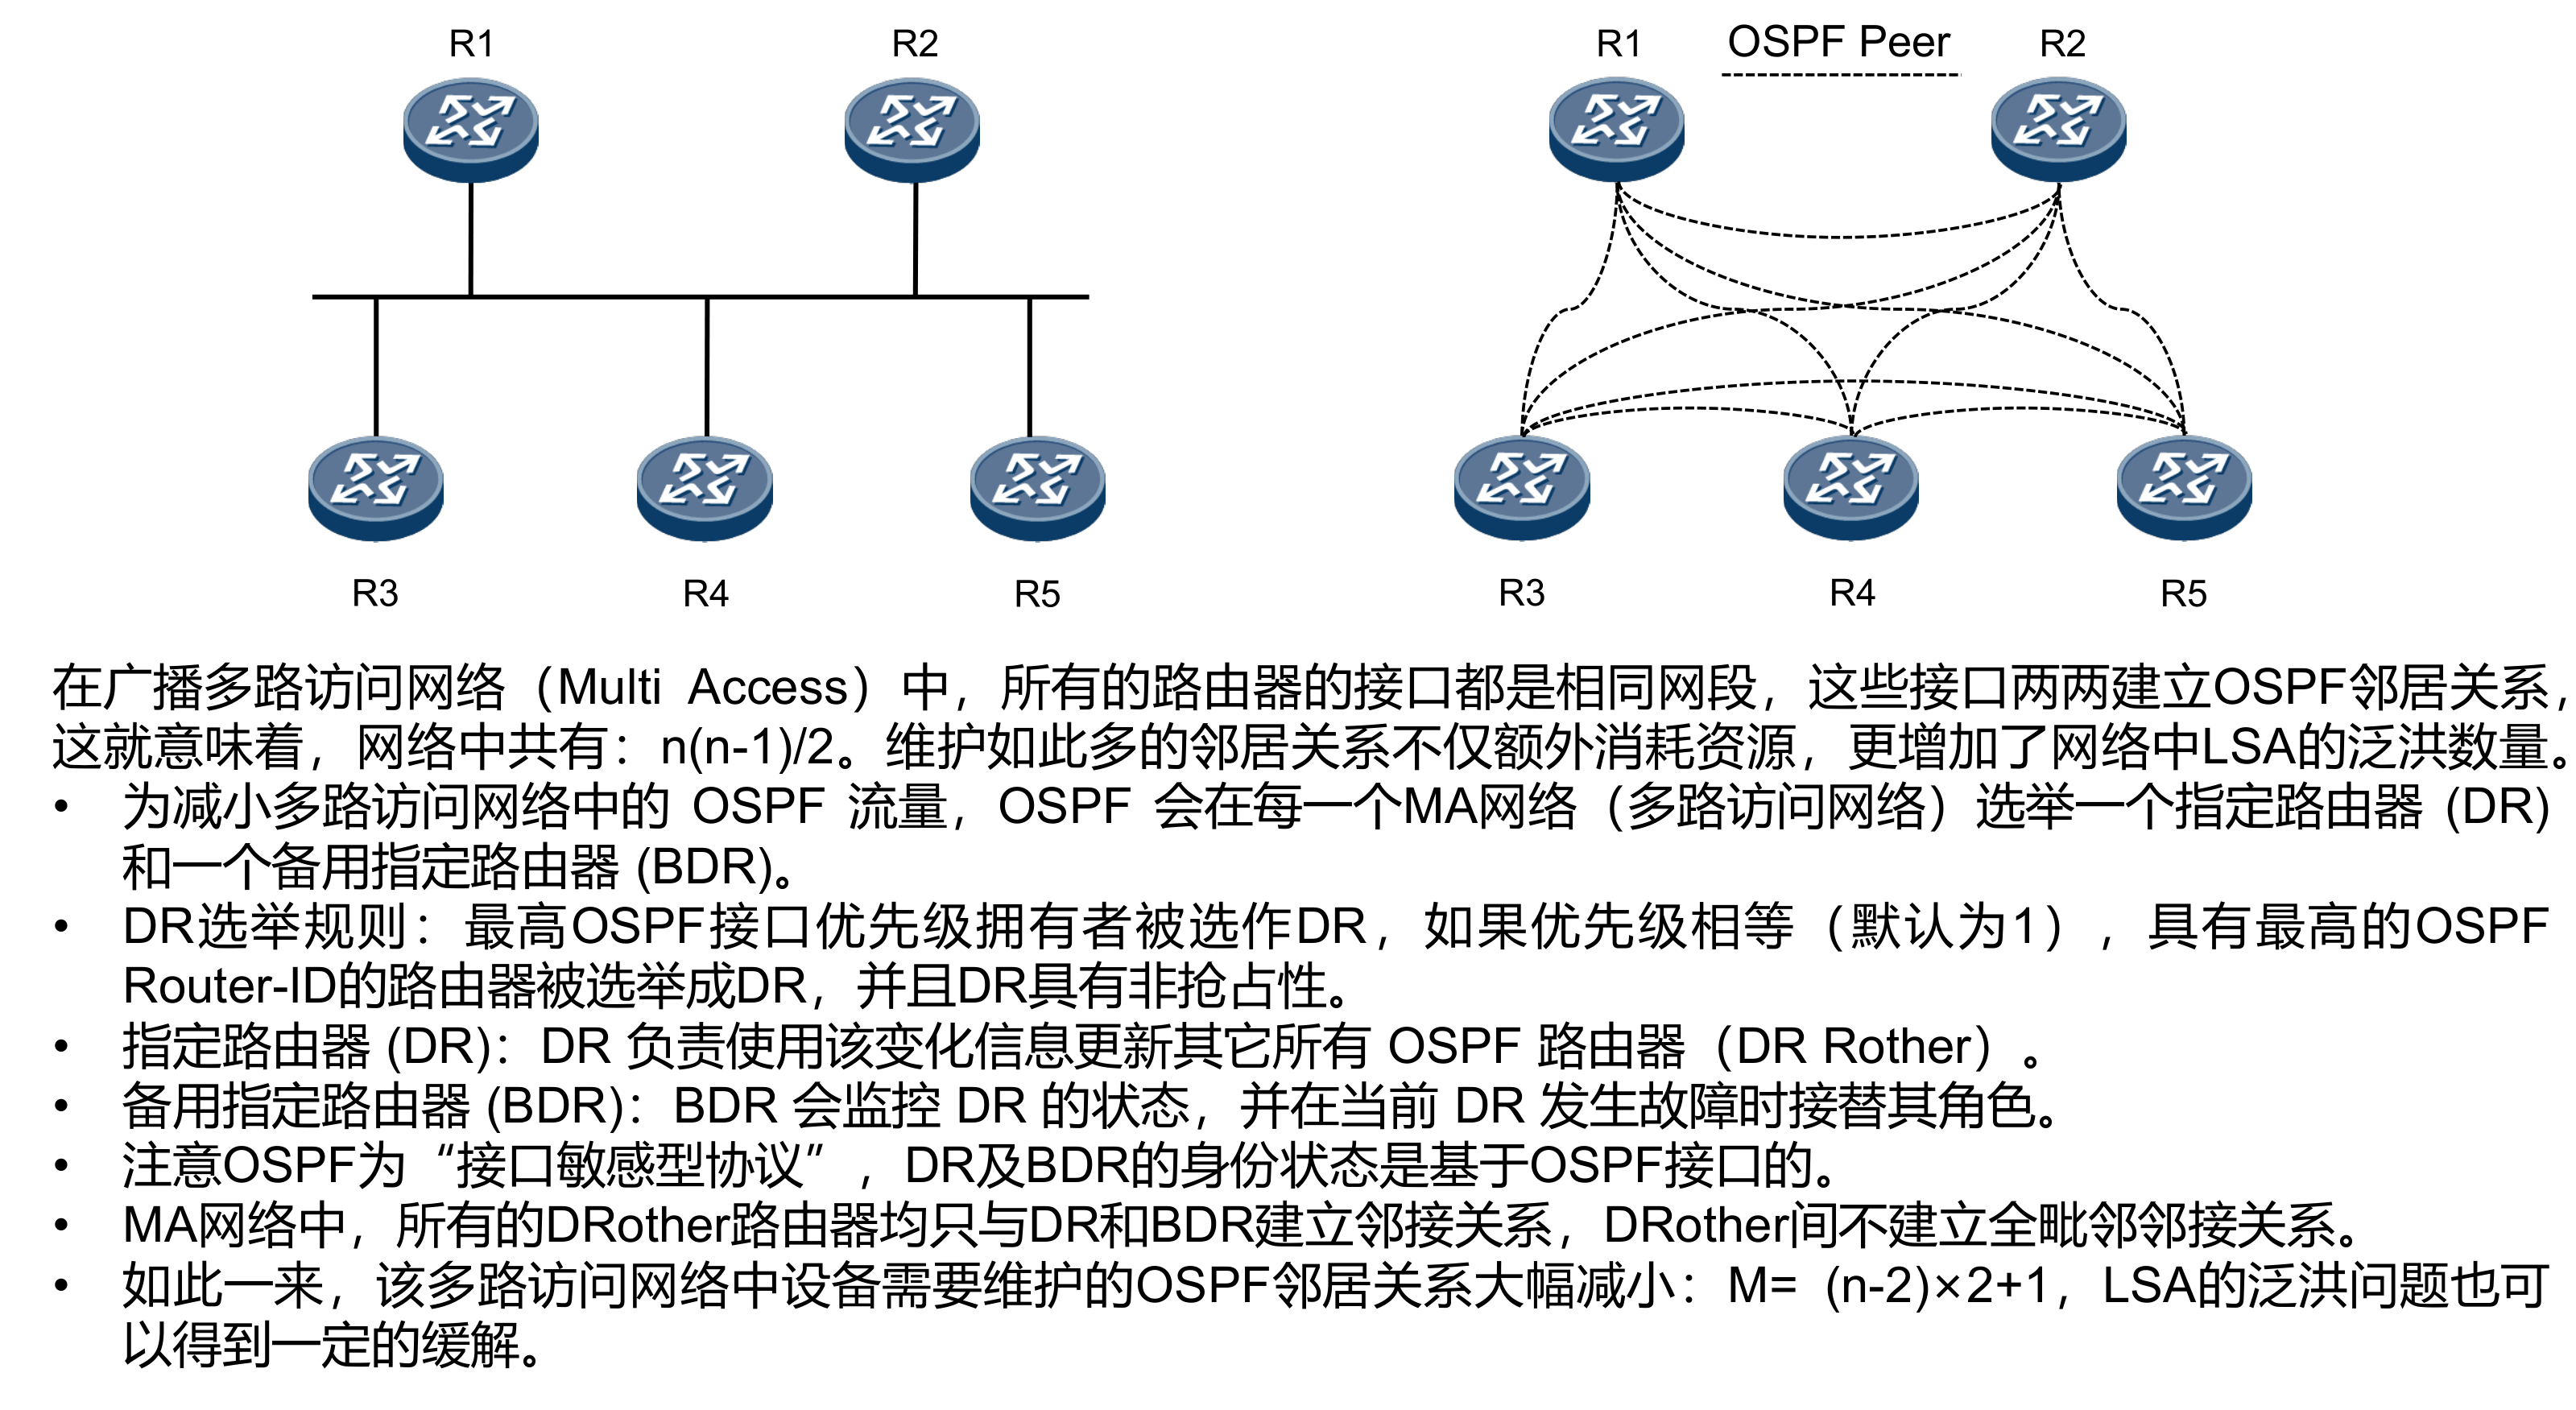 R1
R2
R1
OSPF Peer
R2
R3
R4
R5
R3
R4
R5
在广播多路访问网络（Multi Access）中，所有的路由器的接口都是相同网段，这些接口两两建立OSPF邻居关系，
这就意味着，网络中共有：n(n-1)/2。维护如此多的邻居关系不仅额外消耗资源，更增加了网络中LSA的泛洪数量。
• 为减小多路访问网络中的 OSPF 流量，OSPF 会在每一个MA网络（多路访问网络）选举一个指定路由器 (DR)
和一个备用指定路由器 (BDR)。
• DR选举规则：最高OSPF接口优先级拥有者被选作DR，如果优先级相等（默认为1），具有最高的OSPF
Router-ID的路由器被选举成DR，并且DR具有非抢占性。
• 指定路由器 (DR)：DR 负责使用该变化信息更新其它所有 OSPF 路由器（DR Rother）。
• 备用指定路由器 (BDR)：BDR 会监控 DR 的状态，并在当前 DR 发生故障时接替其角色。
• 注意OSPF为“接口敏感型协议”，DR及BDR的身份状态是基于OSPF接口的。
• MA网络中，所有的DRother路由器均只与DR和BDR建立邻接关系，DRother间不建立全毗邻邻接关系。
• 如此一来，该多路访问网络中设备需要维护的OSPF邻居关系大幅减小：M= (n-2)×2+1，LSA的泛洪问题也可
以得到一定的缓解。